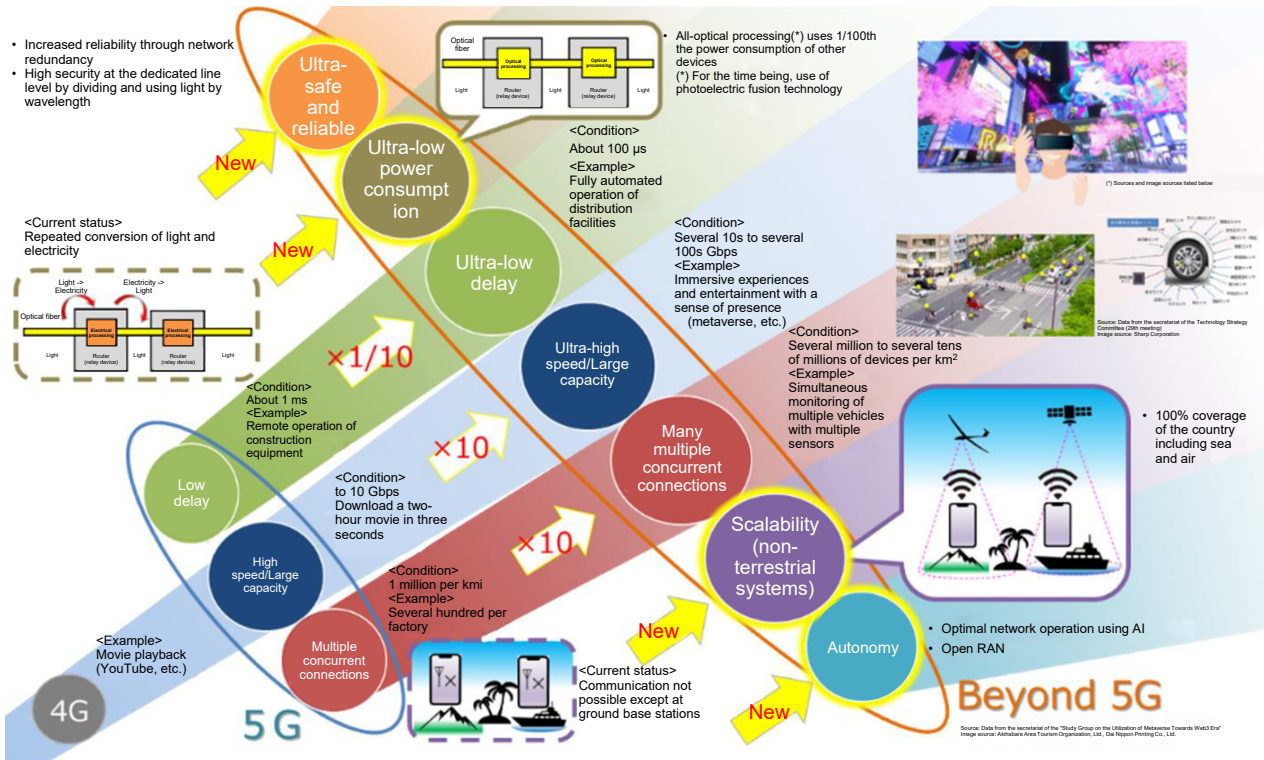 • Increased reliability through network
redundancy
• High security at the dedicated line
level by dividing and using light by
wavelength
Ultra-
safe
and
reliable
New
Optical
fiber
Optical
processing
Optical
processing
Light
Router
(relay device)
Light
Router
(relay device)
Light
• All-optical processing(*) uses 1/100th
the power consumption of other
devices
(*) For the time being, use of
photoelectric fusion technology
Ultra-low
power
consumpt
ion
New
<Condition>
About 100 μs
<Example>
Fully automated
operation of
distribution
facilities
(*) Sources and image sources listed below
<Current status>
Repeated conversion of light and
electricity
Light ->
Electricity
Electricity ->
Light
Optical fiber
Electrical
processing
Electrical
processing
Light
Router
(relay device)
Light
Router
(relay device)
Light
Ultra-low
delay
×1/10
<Condition>
Several 10s to several
100s Gbps
<Example>
Immersive experiences
and entertainment with a
sense of presence
(metaverse, etc.)
Source: Data from the secretariat of the Technology Strategy
Committee (29th meeting)
Image source: Sharp Corporation
Ultra-high
speed/Large
capacity
<Condition>
Several million to several tens
of millions of devices per km2
<Example>
Simultaneous
monitoring of
multiple vehicles
with multiple
sensors
<Condition>
About 1 ms
<Example>
Remote operation of
construction
equipment
×10
Many
multiple
concurrent
connections
• 100% coverage
of the country
including sea
and air
Low
delay
<Condition>
to 10 Gbps
Download a two-
hour movie in three
seconds
×10
Scalability
(non-
terrestrial
systems)
High
speed/Large
capacity
<Condition>
1 million per kmi
<Example>
Several hundred per
factory
New
<Example>
Movie playback
(YouTube, etc.)
Multiple
concurrent
connections
<Current status>
Communication not
possible except at
ground base stations
Autonomy
• Optimal network operation using AI
• Open RAN
New
4G
5G
Beyond 5G
Source: Data from the secretariat of the "Study Group on the Utilization of Metaverse Towards Web3 Era"
Image source: Akihabara Area Tourism Organization, Ltd., Dai Nippon Printing Co., Ltd.